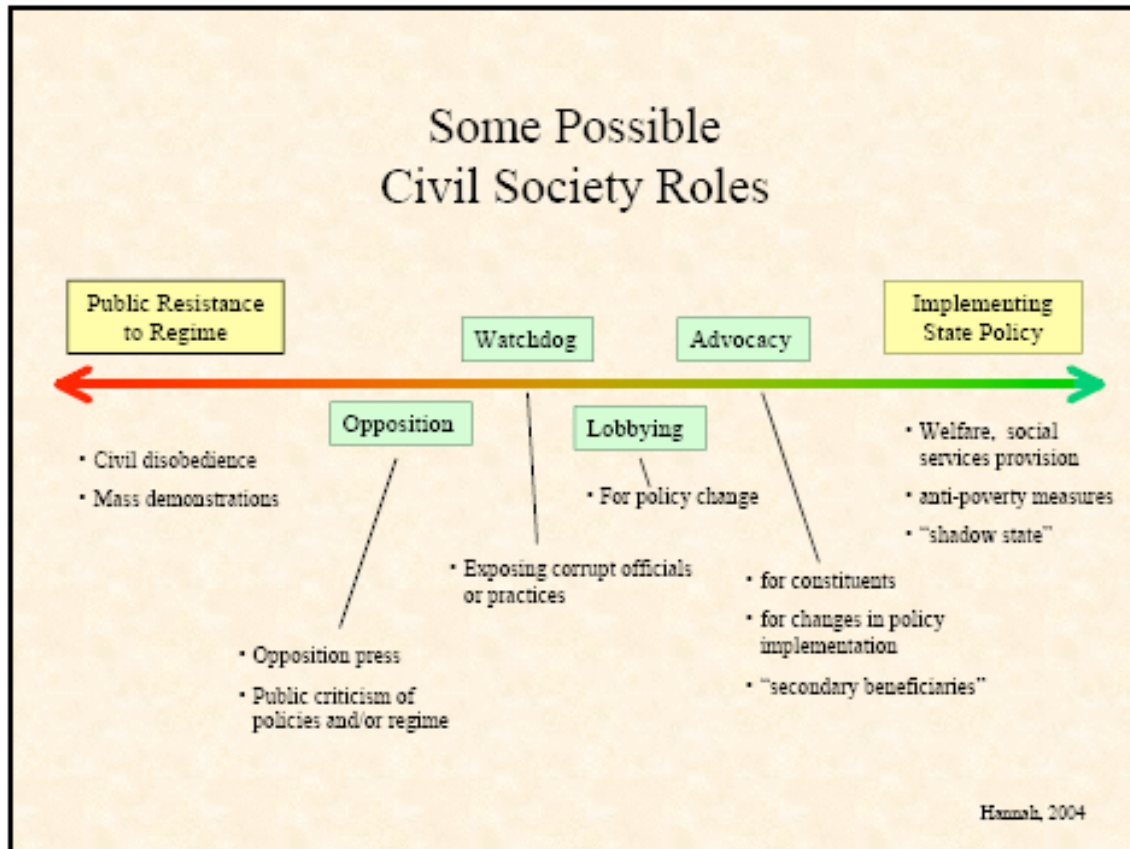 Some Possible
Civil Society Roles
Public Resistance
to Regime
Watchdog
Advocacy
Implementing
State Policy
Opposition
Lobbying
• Civil disobedience
• Mass demonstrations
• For policy change
• Welfare, social
services provision
• anti-poverty measures
• “shadow state”
• Exposing corrupt officials
or practices
• for constituents
• for changes in policy
implementation
• “secondary beneficiaries”
• Opposition press
• Public criticism of
policies and/or regime
Hannah, 2004